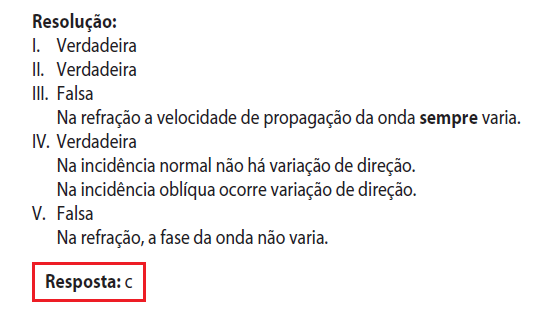 Resolução:
I. Verdadeira
II. Verdadeira
III. Falsa
Na refração a velocidade de propagação da onda sempre varia.
IV. Verdadeira
Na incidência normal não há variação de direção.
Na incidência oblíqua ocorre variação de direção.
V. Falsa
Na refração, a fase da onda não varia.
Resposta: c